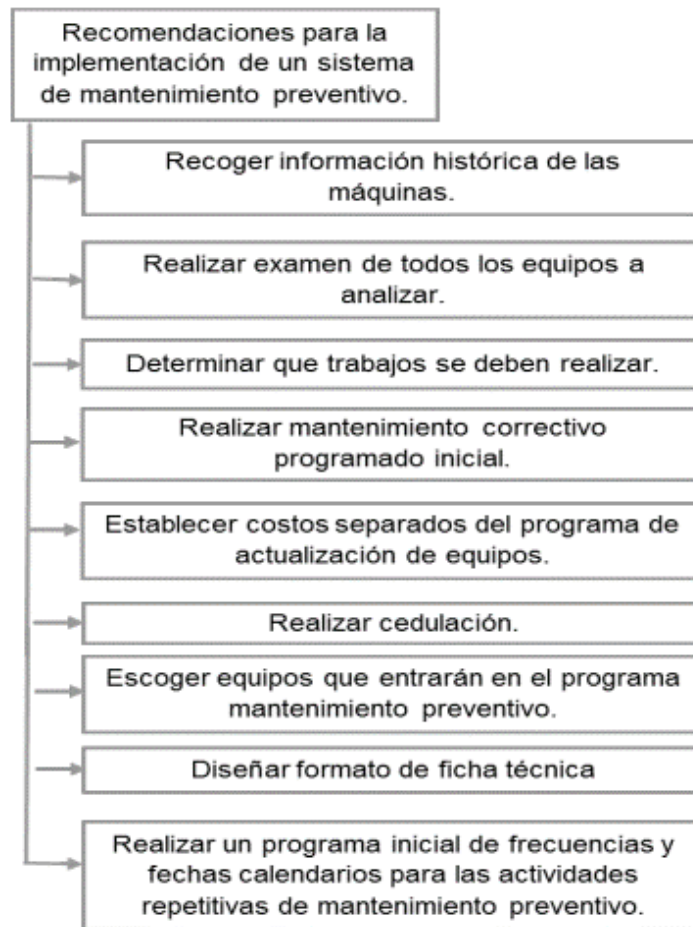 Recomendaciones para la
implementación de un sistema
de mantenimiento preventivo.
Recoger información histórica de las
máquinas.
Realizar examen de todos los equipos a
analizar.
Determinar que trabajos se deben realizar.
Realizar mantenimiento correctivo
programado inicial.
Establecer costos separados del programa de
actualización de equipos.
Realizar cedulación.
Escoger equipos que entrarán en el programa
mantenimiento preventivo.
Diseñar formato de ficha técnica
Realizar un programa inicial de frecuencias y
fechas calendarios para las actividades
repetitivas de mantenimiento preventivo.